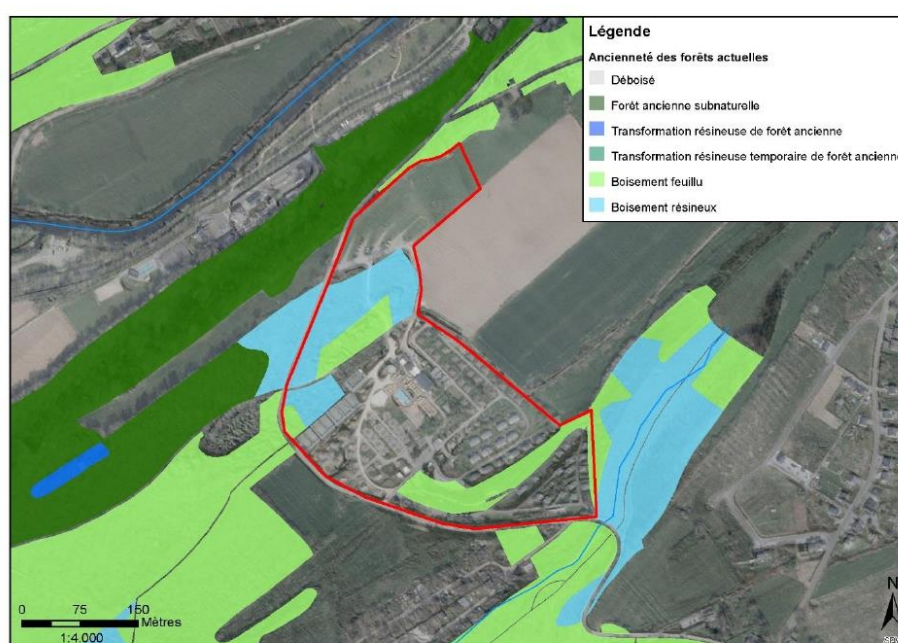 Légende
Ancienneté des forêts actuelles
Déboisé
Forêt ancienne subnaturelle
Transformation résineuse de forêt ancienne
Transformation résineuse temporaire de forêt ancienne
Boisement feuillu
Boisement résineux
N
0 75 150
Mètres
1:4.000